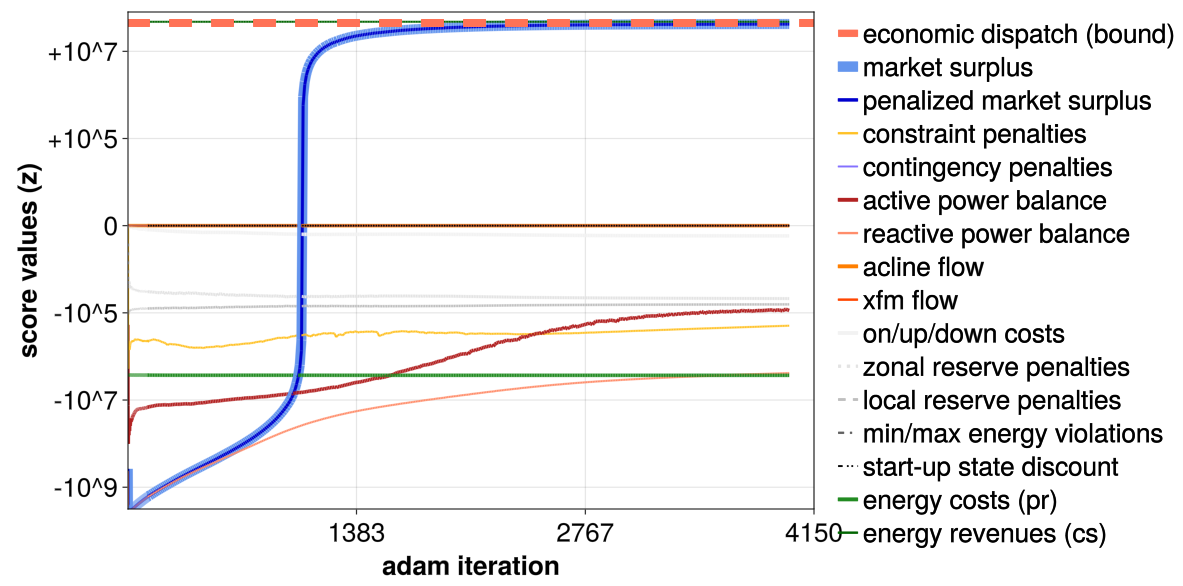 +10^7
+10^5
0
-10^5
-10^7
-10^9
score values (z)
1383
2767
4150
adam iteration
economic dispatch (bound)
market surplus
penalized market surplus
constraint penalties
contingency penalties
active power balance
reactive power balance
acline flow
xfm flow
on/up/down costs
zonal reserve penalties
local reserve penalties
min/max energy violations
start-up state discount
energy costs (pr)
energy revenues (cs)